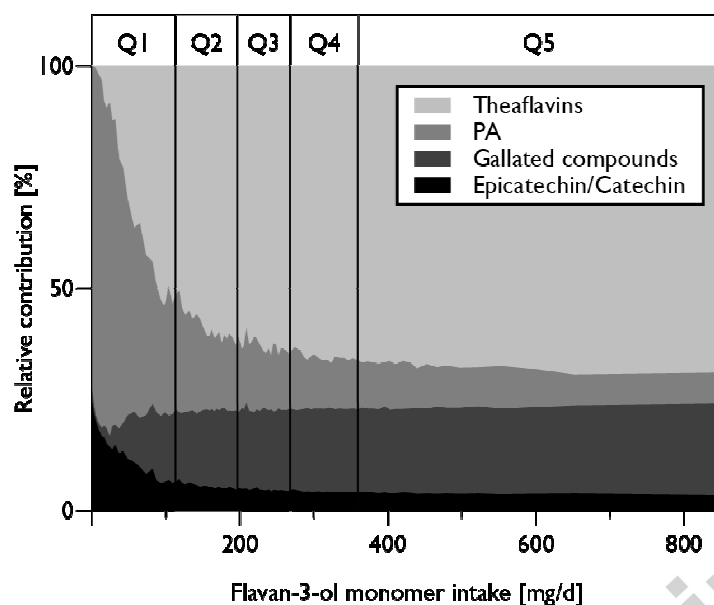 Q1 Q2 Q3 Q4 Q5
100
50
0
Relative contribution [%]
Theaflavins
PA
Gallated compounds
Epicatechin/Catechin
200 400 600 800
Flavan-3-ol monomer intake [mg/d]